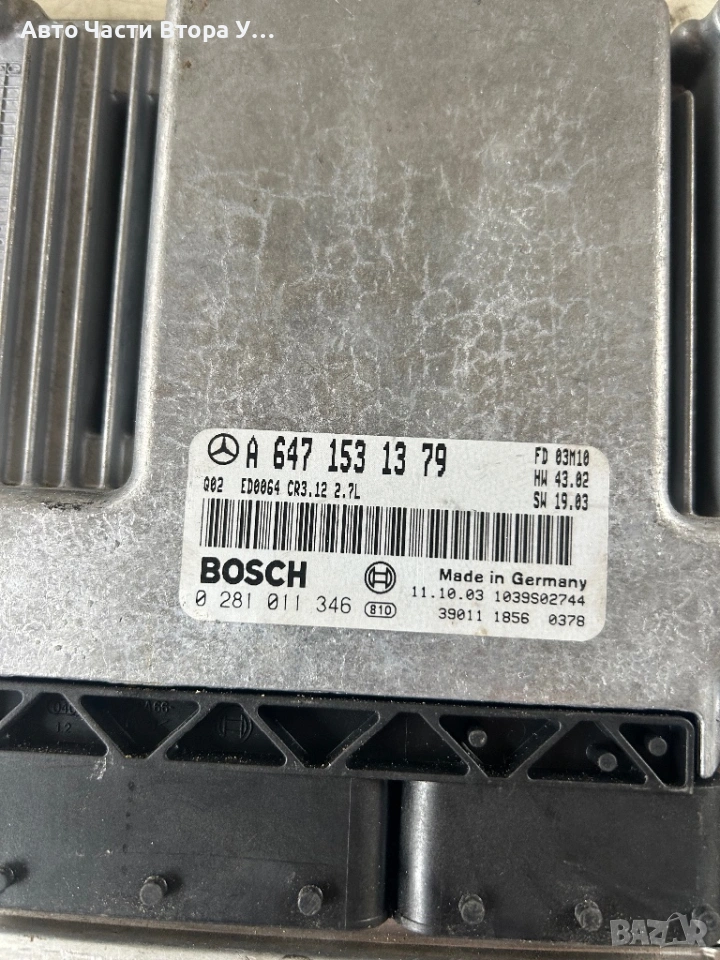 Авто Части Втора У...
A 647 153 13 79
FD 03M10
HW 43.02
SW 19.03
Q02 ED0064 CR3.12 2.7L
BOSCH
Made in Germany
0 281 011 346 810
11.10.03 1039S02744
39011 1856 0378
BAZAR